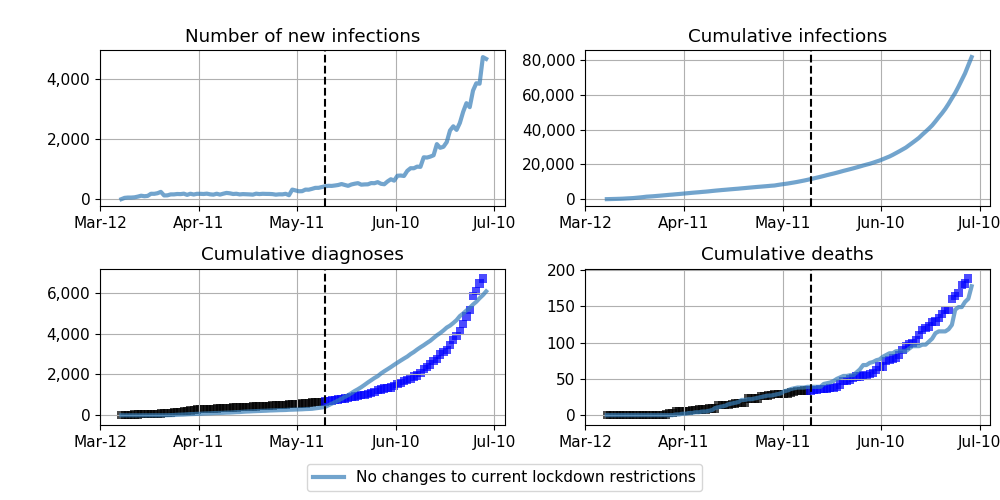 Number of new infections
4,000
2,000
0
Mar-12 Apr-11 May-11 Jun-10 Jul-10
Cumulative infections
80,000
60,000
40,000
20,000
0
Mar-12 Apr-11 May-11 Jun-10 Jul-10
Cumulative diagnoses
6,000
4,000
2,000
0
Mar-12 Apr-11 May-11 Jun-10 Jul-10
Cumulative deaths
200
150
100
50
0
Mar-12 Apr-11 May-11 Jun-10 Jul-10
No changes to current lockdown restrictions